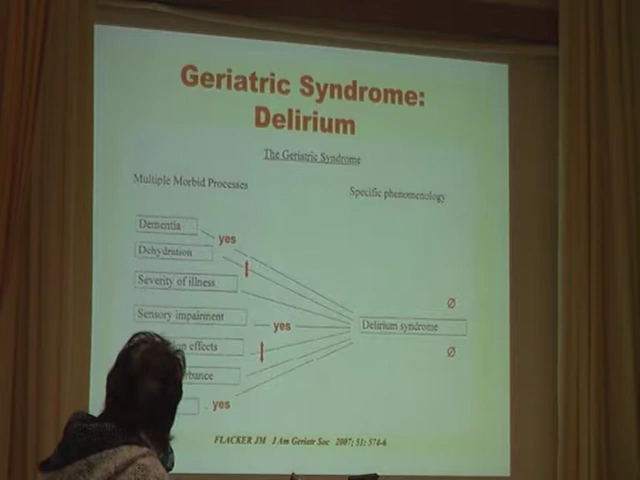 Geriatric Syndrome:
Delirium
The Geriatric Syndrome
Multiple Morbid Processes
Specific phenomenology
Dementia
yes
Dehydration
Severity of illness
Ø
Sensory impairment
yes
Delirium syndrome
effects
Ø
yes
FLACKER JM J Am Geriatr Soc 2007; 51: 574-6